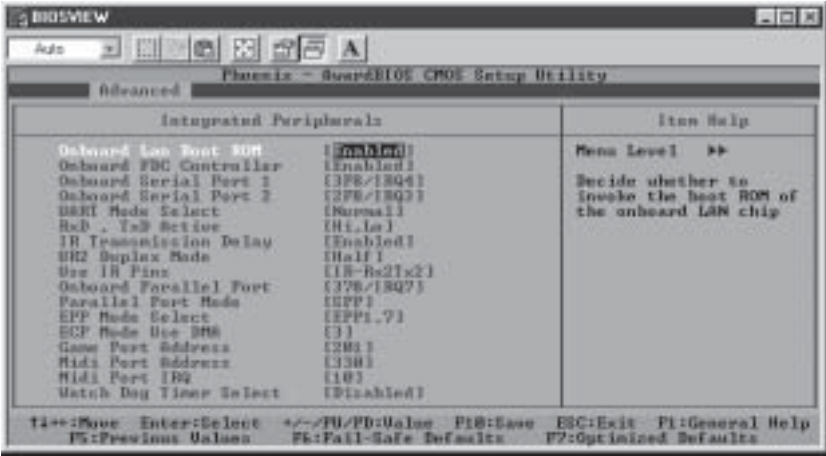 BIOSVIEW
Auto
A
Phoenix - AwardBIOS CMOS Setup Utility
Advanced
Integrated Peripherals
Item Help
Onboard Lan Boot ROM [Enabled]
Onboard FDC Controller [Enabled]
Onboard Serial Port 1 [3F8/IRQ4]
Onboard Serial Port 2 [2F8/IRQ3]
UART Mode Select [Normal]
RxD , TxD Active [Hi,Lo]
IR Transmission Delay [Enabled]
UR2 Duplex Mode [Half]
Use IR Pins [IR-Rx2Tx2]
Onboard Parallel Port [378/IRQ7]
Parallel Port Mode [SPP]
EPP Mode Select [EPP1.7]
ECP Mode Use DMA [3]
Game Port Address [201]
Midi Port Address [330]
Midi Port IRQ [10]
Watch Dog Timer Select [Disabled]
Menu Level ►►
Decide whether to
invoke the boot ROM of
the onboard LAN chip
↑↓→←:Move Enter:Select +/-/PU/PD:Value F10:Save ESC:Exit F1:General Help
F5:Previous Values F6:Fail-Safe Defaults F7:Optimized Defaults